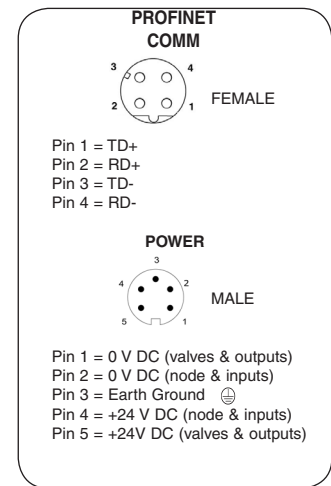 PROFINET
COMM
3 4
2 1
FEMALE
Pin 1 = TD+
Pin 2 = RD+
Pin 3 = TD-
Pin 4 = RD-
POWER
3
4 2
MALE
5 1
Pin 1 = 0 V DC (valves & outputs)
Pin 2 = 0 V DC (node & inputs)
Pin 3 = Earth Ground
Pin 4 = +24 V DC (node & inputs)
Pin 5 = +24V DC (valves & outputs)